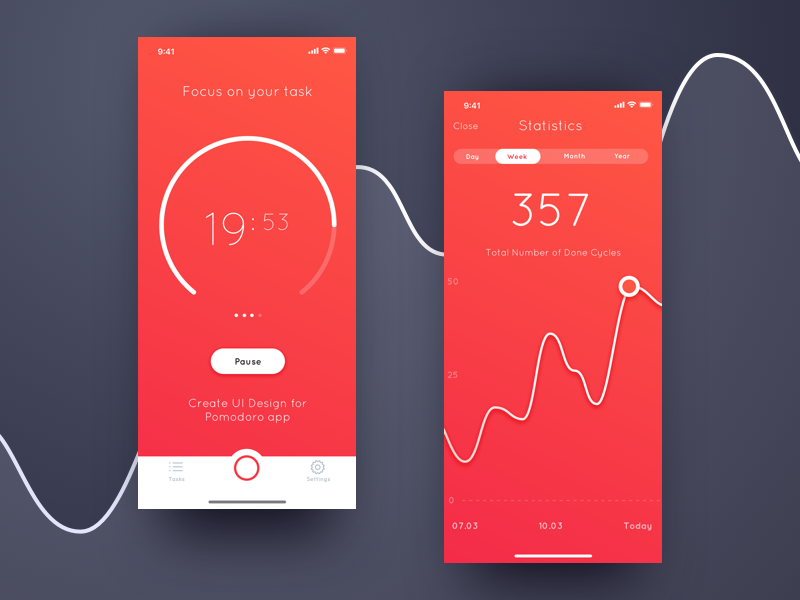 9:41
Focus on your task
19:53
Pause
Create UI Design for
Pomodoro app
Tasks
Settings
9:41
Close
Statistics
Day
Week
Month
Year
357
Total Number of Done Cycles
50
25
0
07.03
10.03
Today